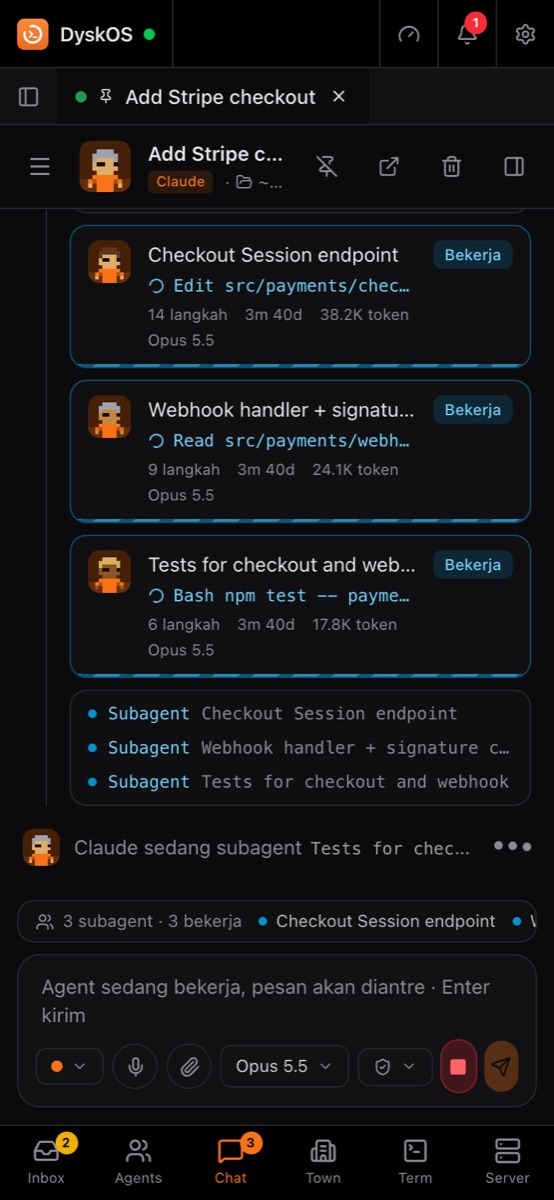 DyskOS
1
Add Stripe checkout
Add Stripe c...
Claude · ~...
Checkout Session endpoint
Bekerja
Edit src/payments/chec…
14 langkah 3m 40d 38.2K token
Opus 5.5
Webhook handler + signatu...
Bekerja
Read src/payments/webh…
9 langkah 3m 40d 24.1K token
Opus 5.5
Tests for checkout and web...
Bekerja
Bash npm test -- payme…
6 langkah 3m 40d 17.8K token
Opus 5.5
Subagent Checkout Session endpoint
Subagent Webhook handler + signature c…
Subagent Tests for checkout and webhook
Claude sedang subagent Tests for chec…
3 subagent · 3 bekerja Checkout Session endpoint
Agent sedang bekerja, pesan akan diantre · Enter
kirim
Opus 5.5
2
3
Inbox Agents Chat Town Term Server